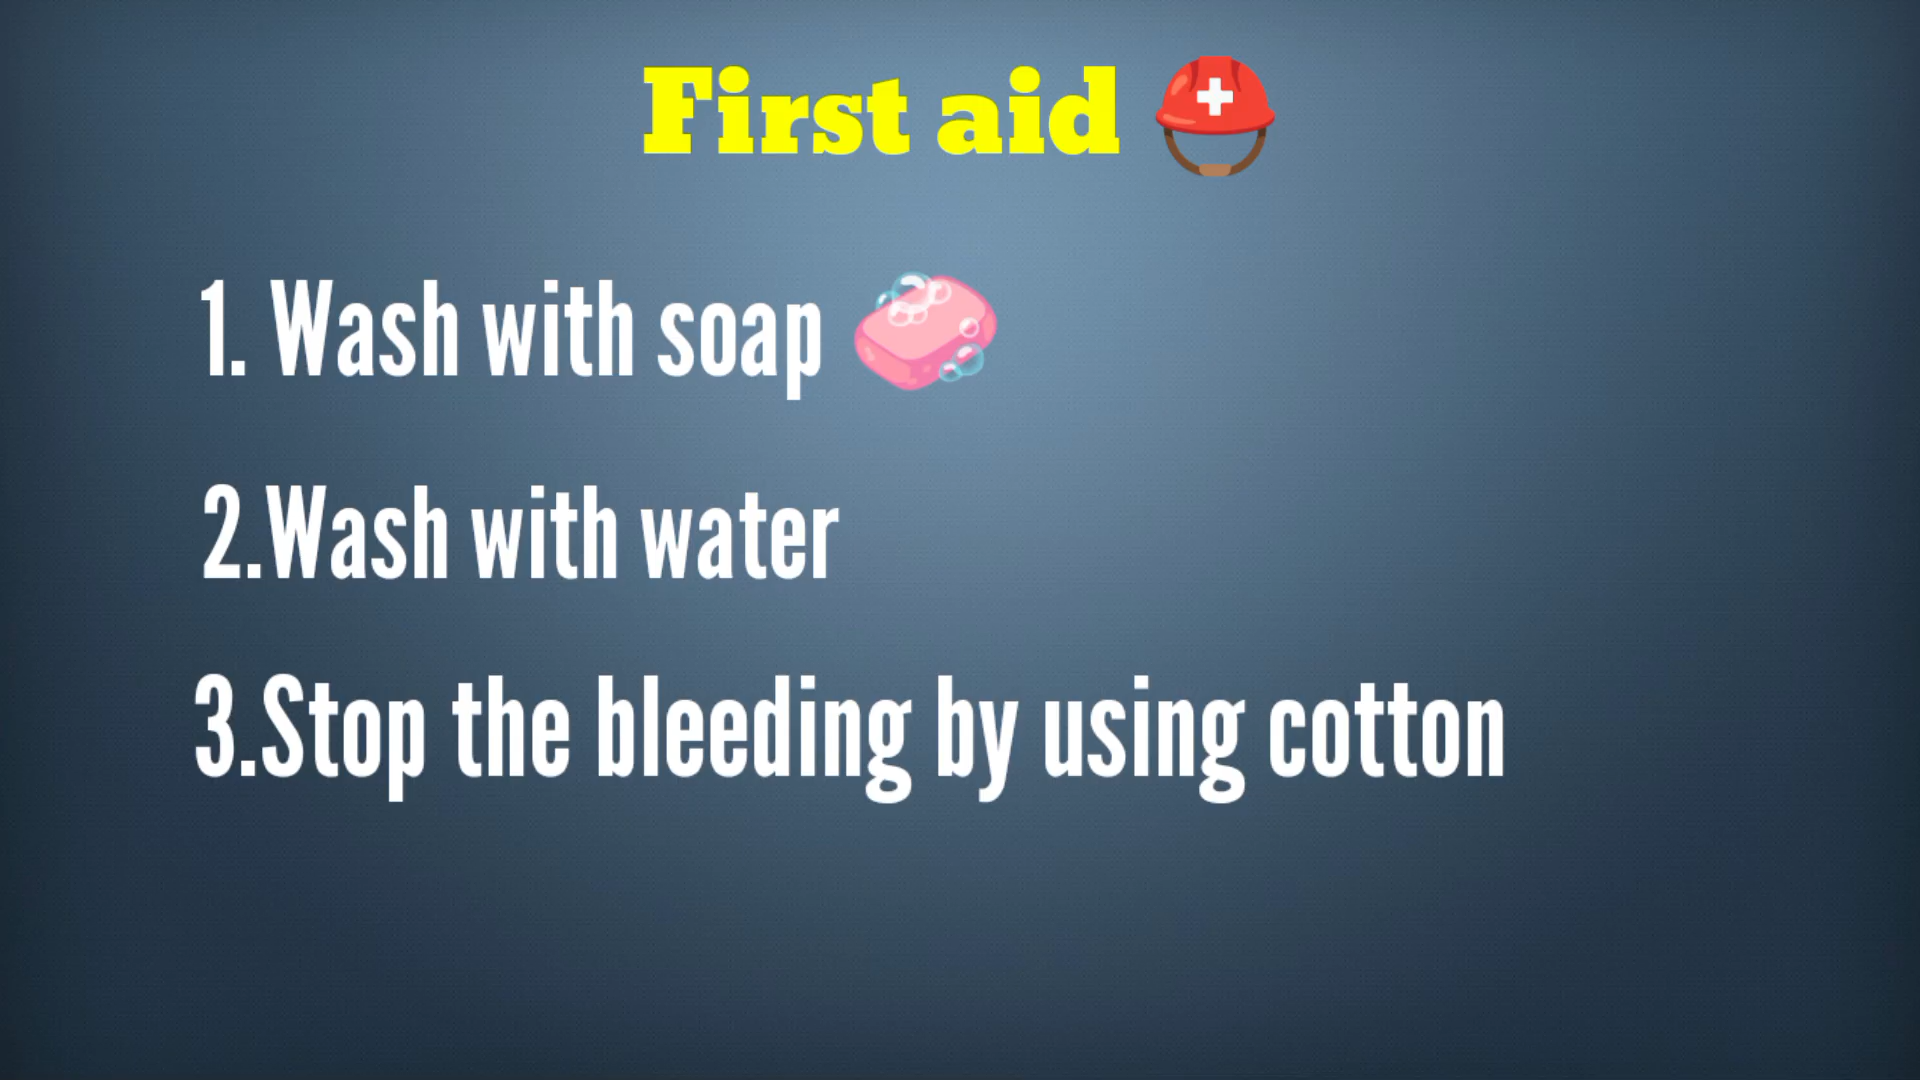 First aid ⛑️
1. Wash with soap 🧼
2.Wash with water
3.Stop the bleeding by using cotton